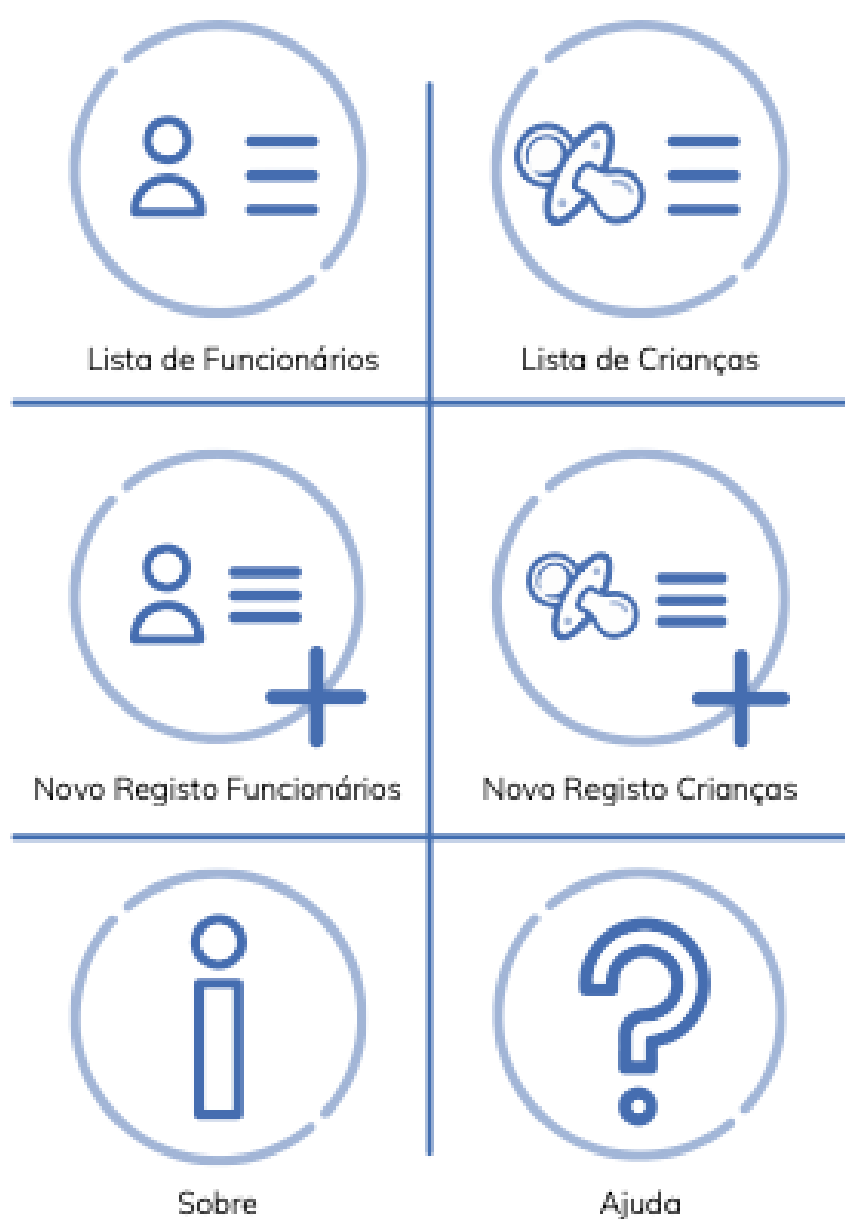 Lista de Funcionários
Lista de Crianças
Novo Registo Funcionários
Novo Registo Crianças
Sobre
Ajuda